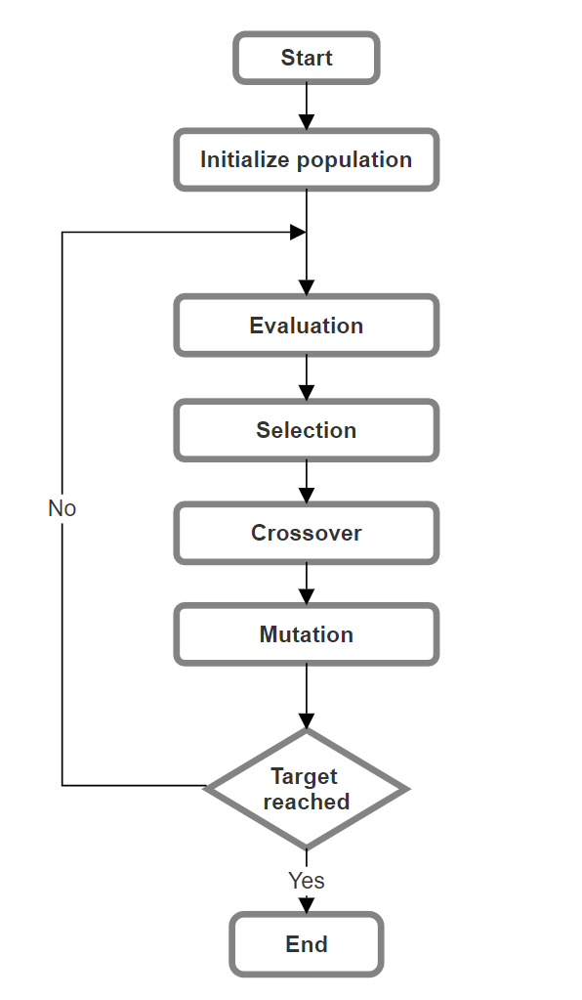 Start
Initialize population
Evaluation
Selection
No
Crossover
Mutation
Target
reached
Yes
End